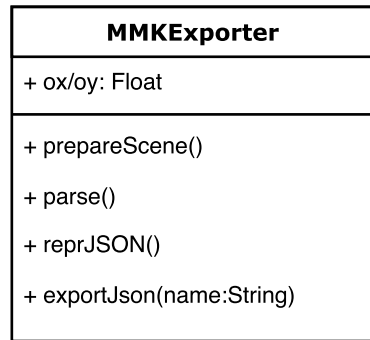 MMKExporter
+ ox/oy: Float
+ prepareScene()
+ parse()
+ reprJSON()
+ exportJson(name:String)